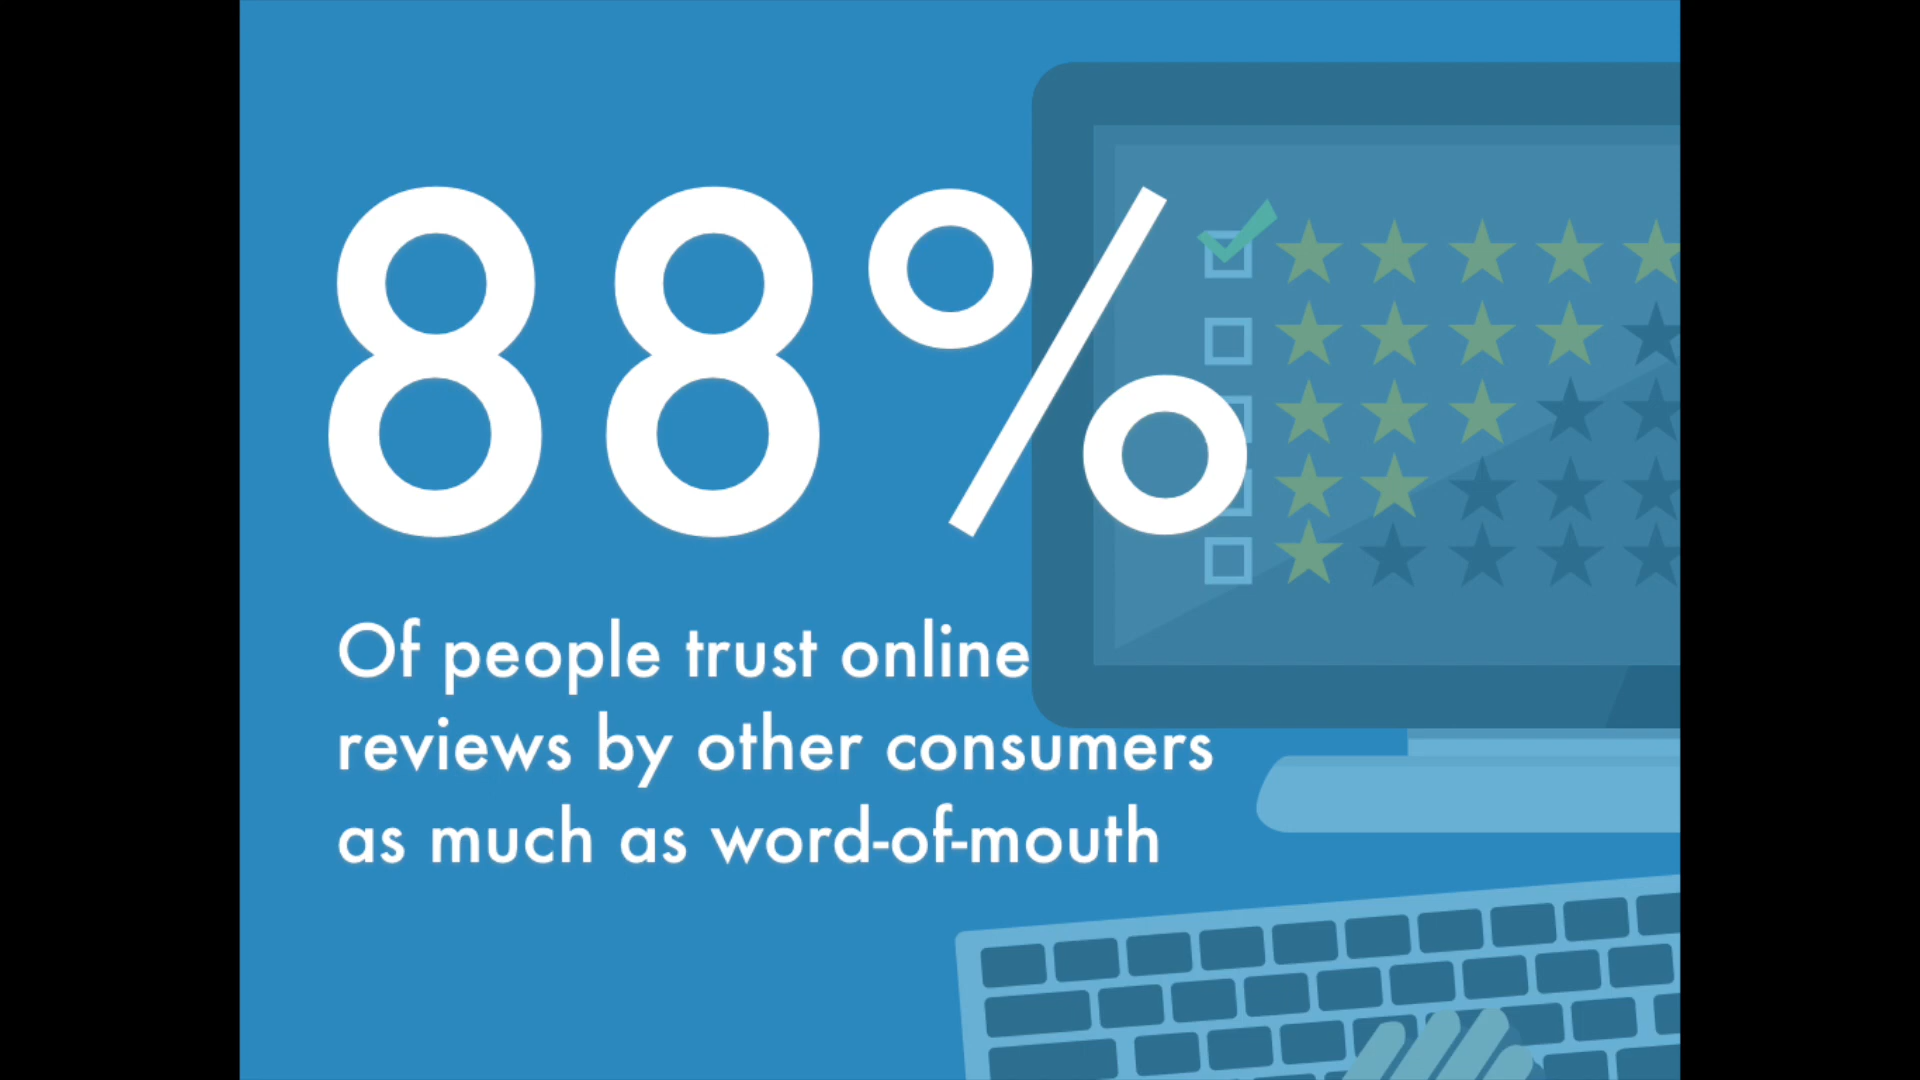 88%
Of people trust online
reviews by other consumers
as much as word-of-mouth